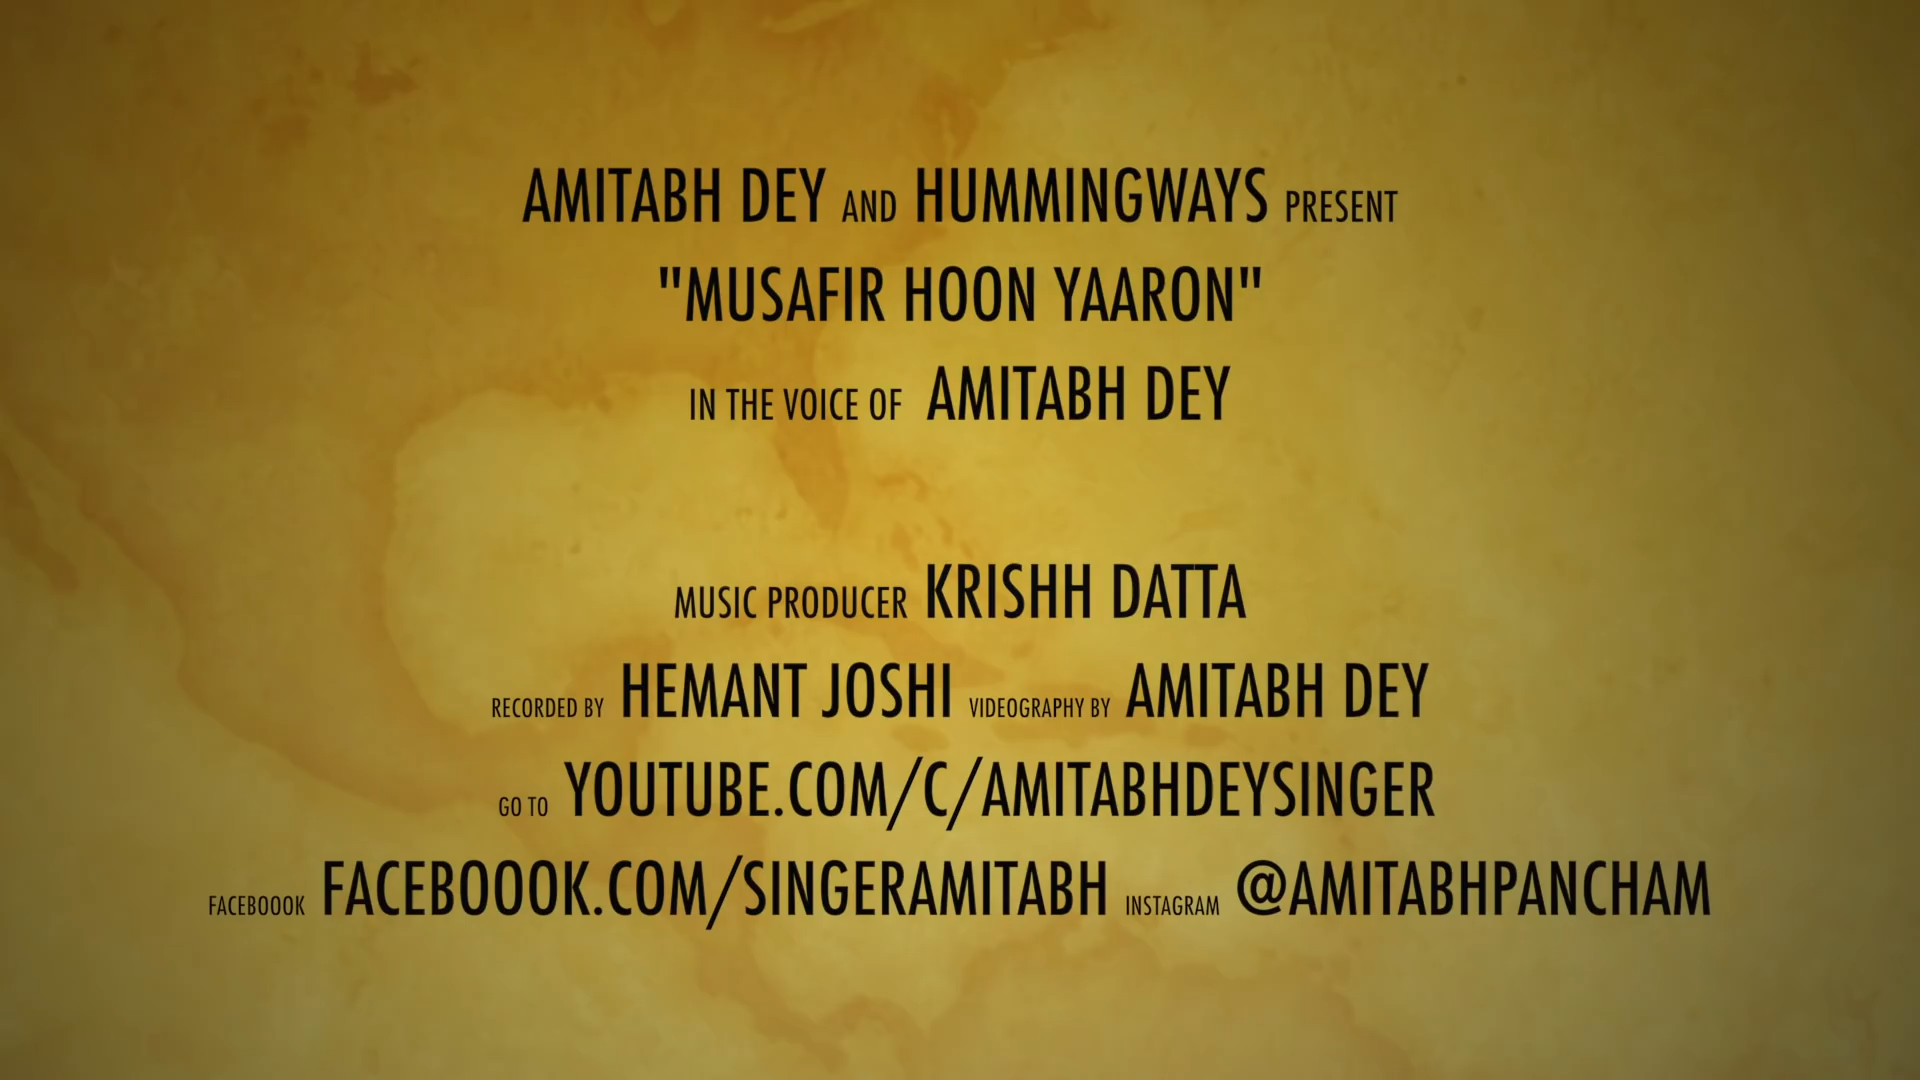 AMITABH DEY AND HUMMINGWAYS PRESENT
"MUSAFIR HOON YAARON"
IN THE VOICE OF AMITABH DEY
MUSIC PRODUCER KRISHH DATTA
RECORDED BY HEMANT JOSHI VIDEOGRAPHY BY AMITABH DEY
GO TO YOUTUBE.COM/C/AMITABHDEYSINGER
FACEBOOOK FACEBOOOK.COM/SINGERAMITABH INSTAGRAM @AMITABHPANCHAM